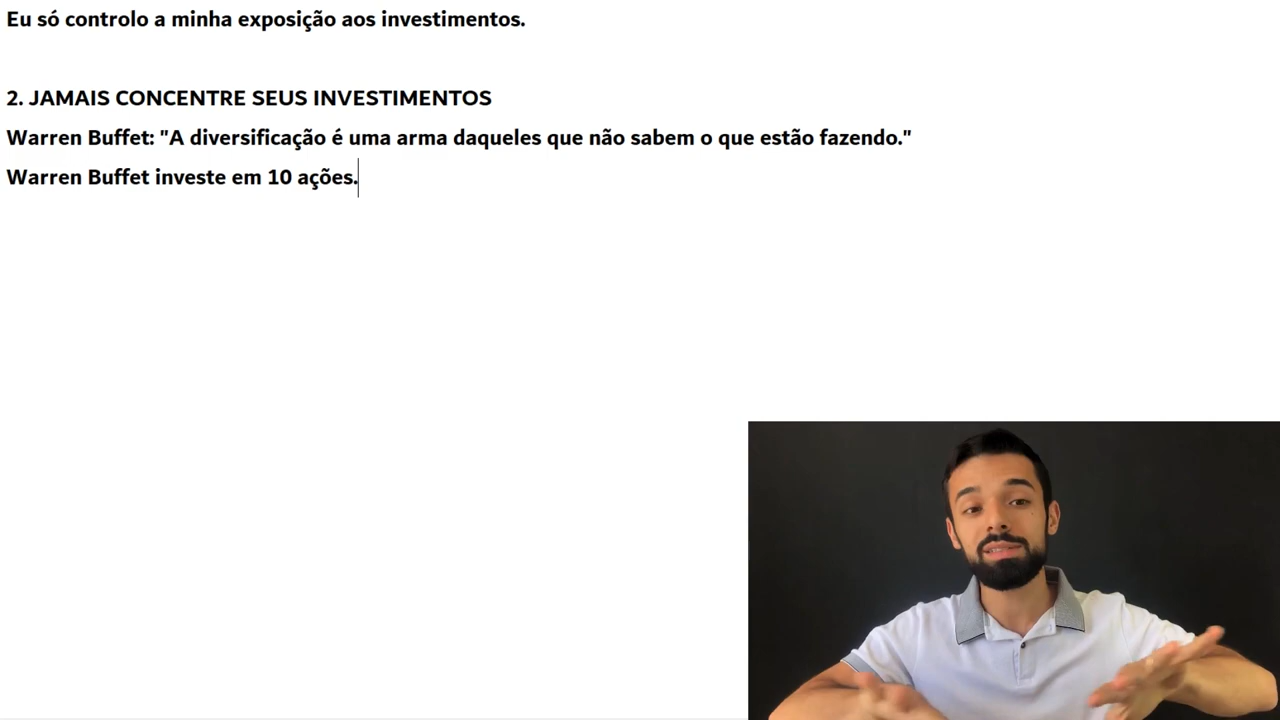 Eu só controlo a minha exposição aos investimentos.
2. JAMAIS CONCENTRE SEUS INVESTIMENTOS
Warren Buffet: "A diversificação é uma arma daqueles que não sabem o que estão fazendo."
Warren Buffet investe em 10 ações.